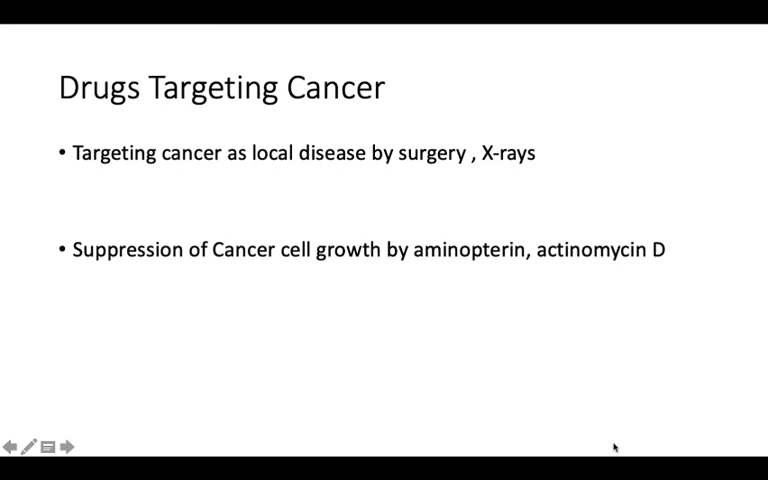 Drugs Targeting Cancer
• Targeting cancer as local disease by surgery , X-rays
• Suppression of Cancer cell growth by aminopterin, actinomycin D